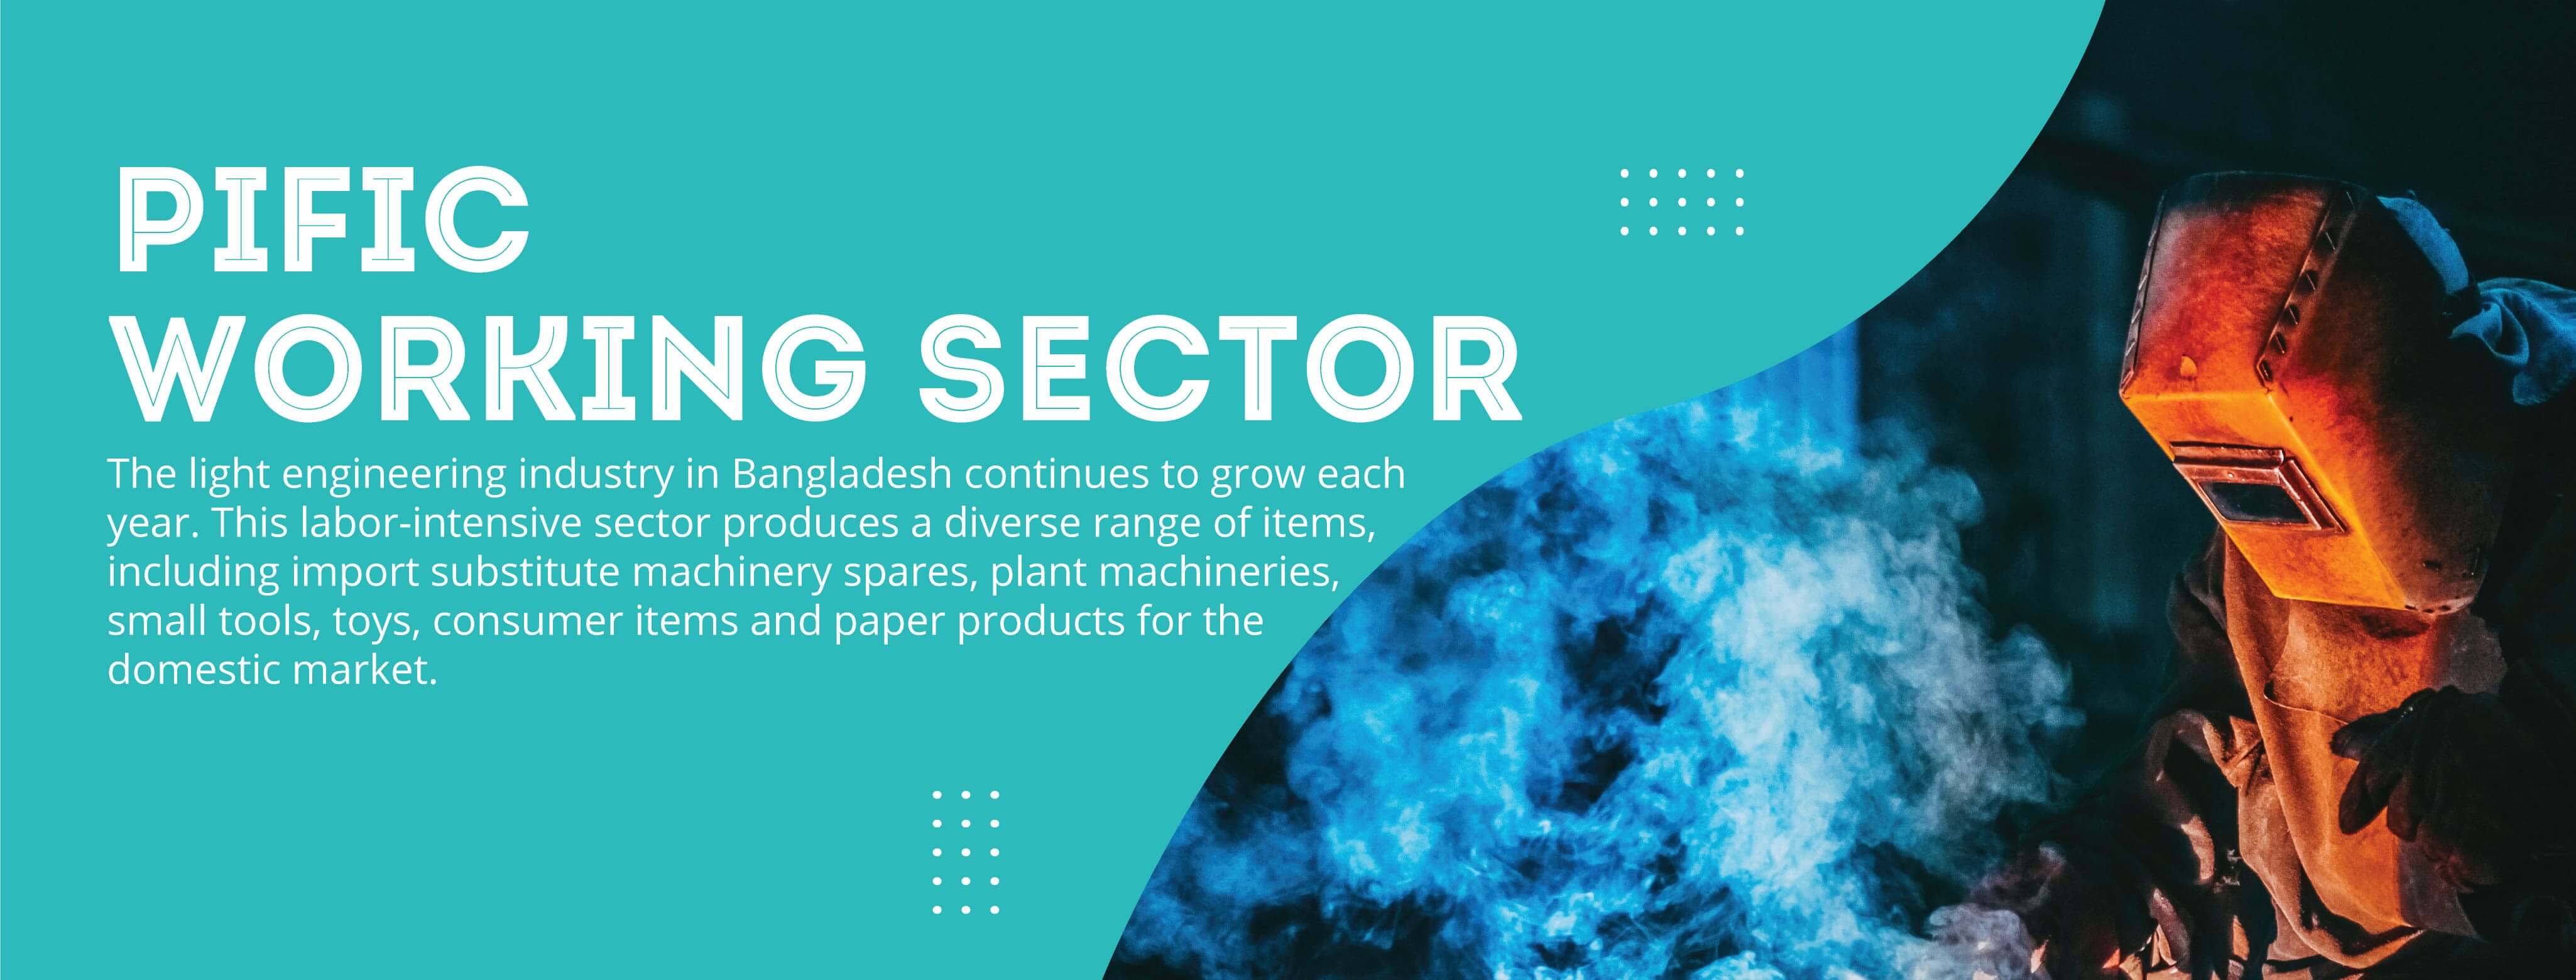 PIFIC
WORKING SECTOR
The light engineering industry in Bangladesh continues to grow each
year. This labor-intensive sector produces a diverse range of items,
including import substitute machinery spares, plant machineries,
small tools, toys, consumer items and paper products for the
domestic market.